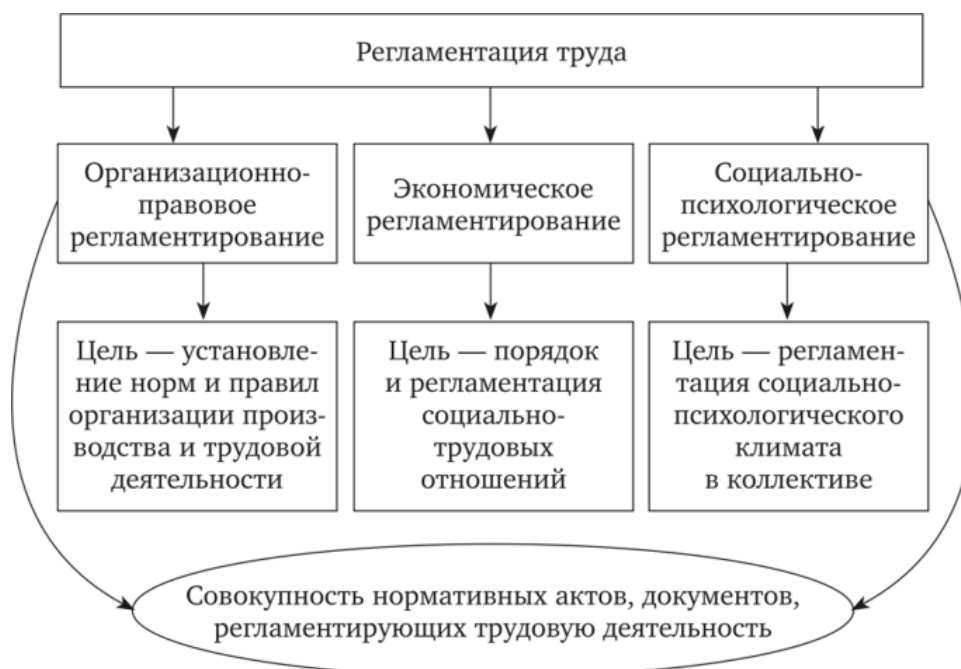 Регламентация труда
Организационно-
правовое
регламентирование
Экономическое
регламентирование
Социально-
психологическое
регламентирование
Цель — установле-
ние норм и правил
организации произ-
водства и трудовой
деятельности
Цель — порядок
и регламентация
социально-
трудовых
отношений
Цель — регламен-
тация социально-
психологического
климата
в коллективе
Совокупность нормативных актов, документов,
регламентирующих трудовую деятельность